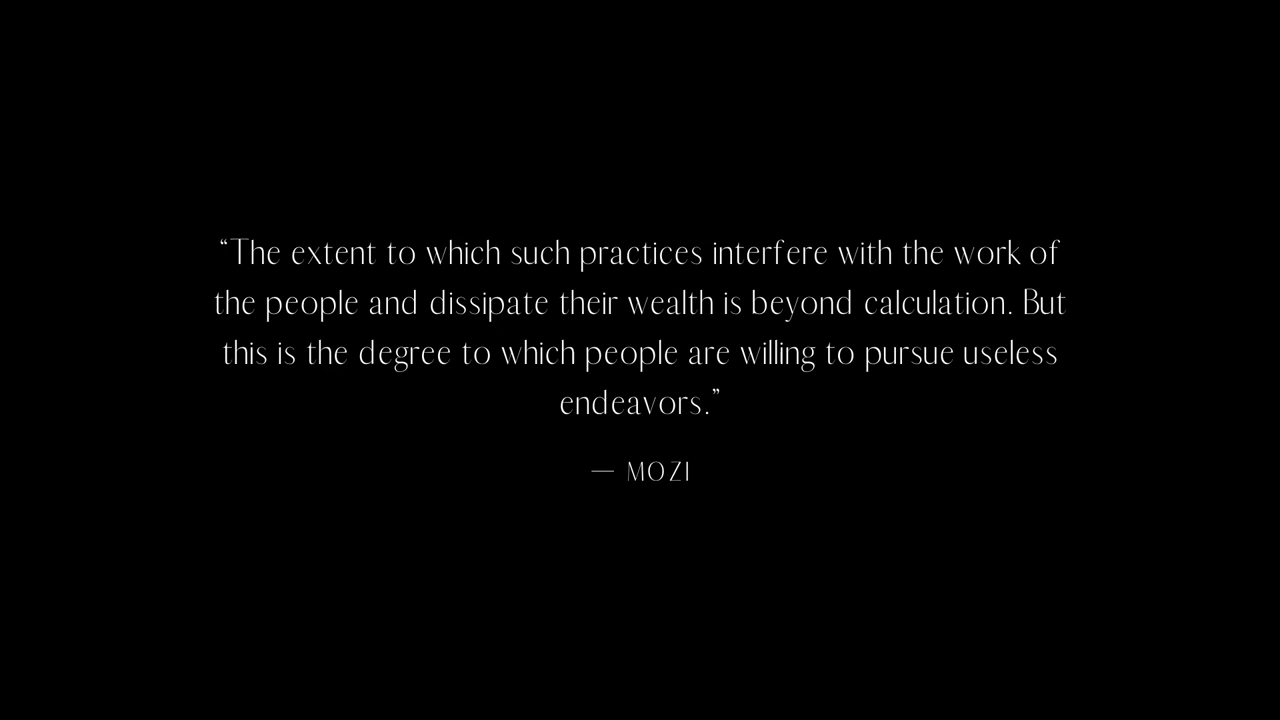 “The extent to which such practices interfere with the work of
the people and dissipate their wealth is beyond calculation. But
this is the degree to which people are willing to pursue useless
endeavors.”
— MOZI